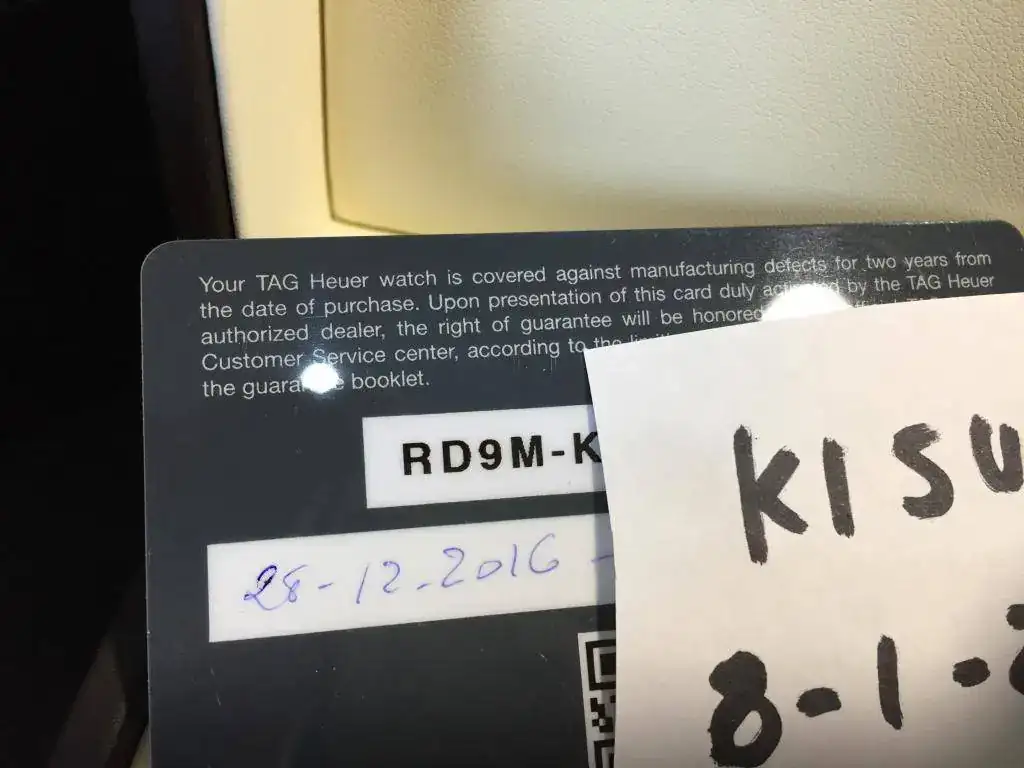 Your TAG Heuer watch is covered against manufacturing defects for two years from
the date of purchase. Upon presentation of this card duly by the TAG Heuer
authorized dealer, the right of guarantee will be honored
Customer Service center, according to the
the booklet.
RD9M-K
28-12-2016 -
KISU
8-1-